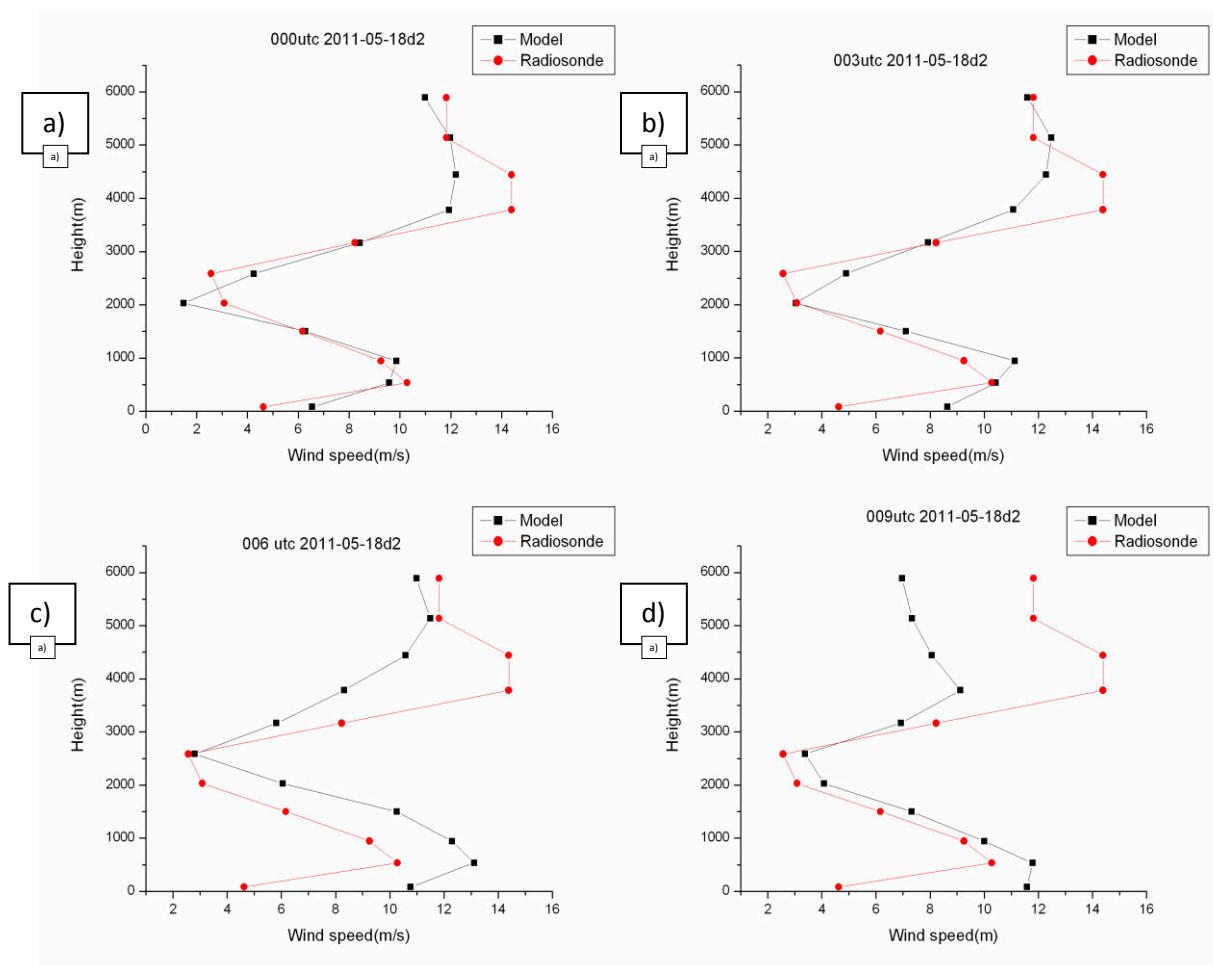 000utc 2011-05-18d2
Model
Radiosonde
a)
a)
Height(m)
6000
5000
4000
3000
2000
1000
0
0 2 4 6 8 10 12 14 16
Wind speed(m/s)
003utc 2011-05-18d2
Model
Radiosonde
b)
a)
Height(m)
6000
5000
4000
3000
2000
1000
0
2 4 6 8 10 12 14 16
Wind speed(m/s)
006 utc 2011-05-18d2
Model
Radiosonde
c)
a)
Height(m)
6000
5000
4000
3000
2000
1000
0
2 4 6 8 10 12 14 16
Wind speed(m/s)
009utc 2011-05-18d2
Model
Radiosonde
d)
a)
Height(m)
6000
5000
4000
3000
2000
1000
0
2 4 6 8 10 12 14 16
Wind speed(m)